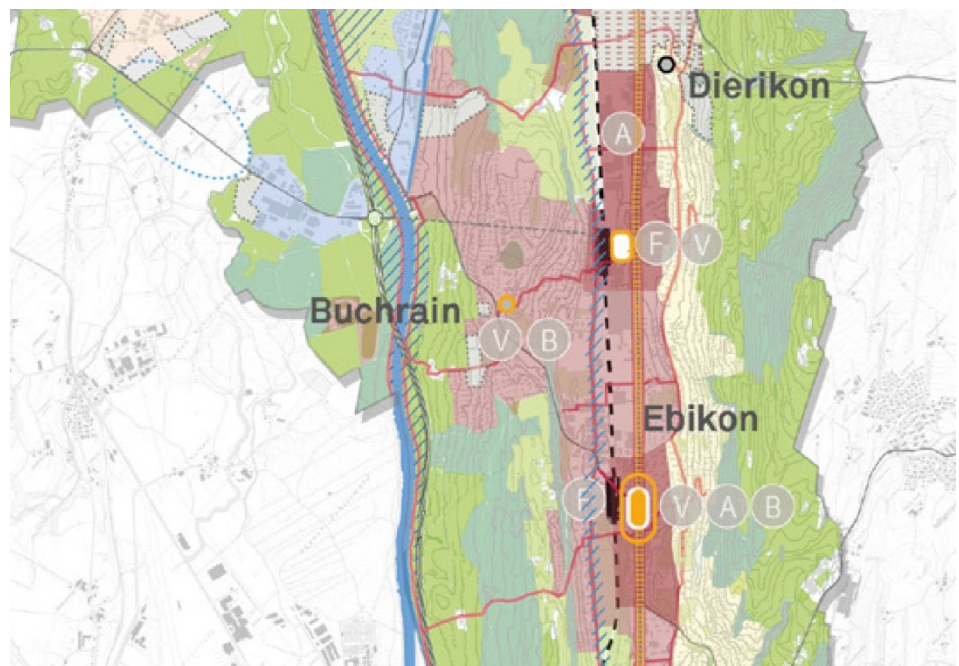 Dierikon
A
F V
Buchrain
V B
Ebikon
F V A B